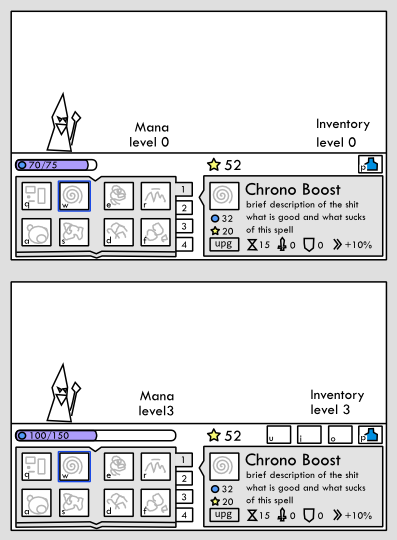 Mana
level 0
Inventory
level 0
70/75
52
p
q
w
e
r
a
s
d
f
1
2
3
4
Chrono Boost
brief description of the shit
what is good and what sucks
of this spell
32
20
upg
15
0
0
+10%
Mana
level3
Inventory
level 3
100/150
52
u
i
o
p
q
w
e
r
a
s
d
f
1
2
3
4
Chrono Boost
brief description of the shit
what is good and what sucks
of this spell
32
20
upg
15
0
0
+10%